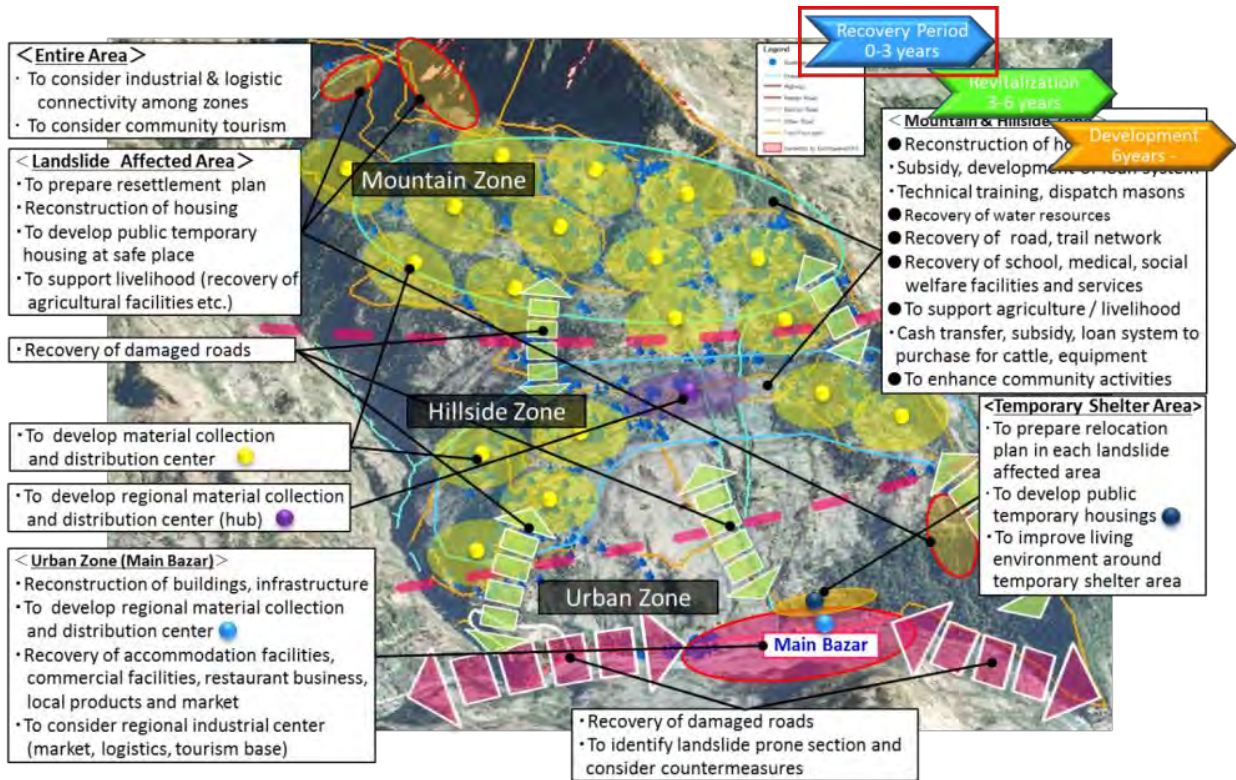 <Entire Area>
・To consider industrial & logistic
connectivity among zones
・To consider community tourism
<Landslide Affected Area>
・To prepare resettlement plan
・Reconstruction of housing
・To develop public temporary
housing at safe place
・To support livelihood (recovery of
agricultural facilities etc.)
・Recovery of damaged roads
・To develop material collection
and distribution center
・To develop regional material collection
and distribution center (hub)
<Urban Zone (Main Bazar)>
・Reconstruction of buildings, infrastructure
・To develop regional material collection
and distribution center
・Recovery of accommodation facilities,
commercial facilities, restaurant business,
local products and market
・To consider regional industrial center
(market, logistics, tourism base)
Mountain Zone
Hillside Zone
Urban Zone
Main Bazar
・Recovery of damaged roads
・To identify landslide prone section and
consider countermeasures
Legend
Recovery Period
0-3 years
Revitalization
3-6 years
Development
6years -
<Mountain & Hillside Zone>
●Reconstruction of
・Subsidy, development of loan system
・Technical training, dispatch masons
●Recovery of water resources
●Recovery of road, trail network
●Recovery of school, medical, social
welfare facilities and services
●To support agriculture / livelihood
・Cash transfer, subsidy, loan system to
purchase for cattle, equipment
●To enhance community activities
<Temporary Shelter Area>
・To prepare relocation
plan in each landslide
affected area
・To develop public
temporary housings
・To improve living
environment around
temporary shelter area